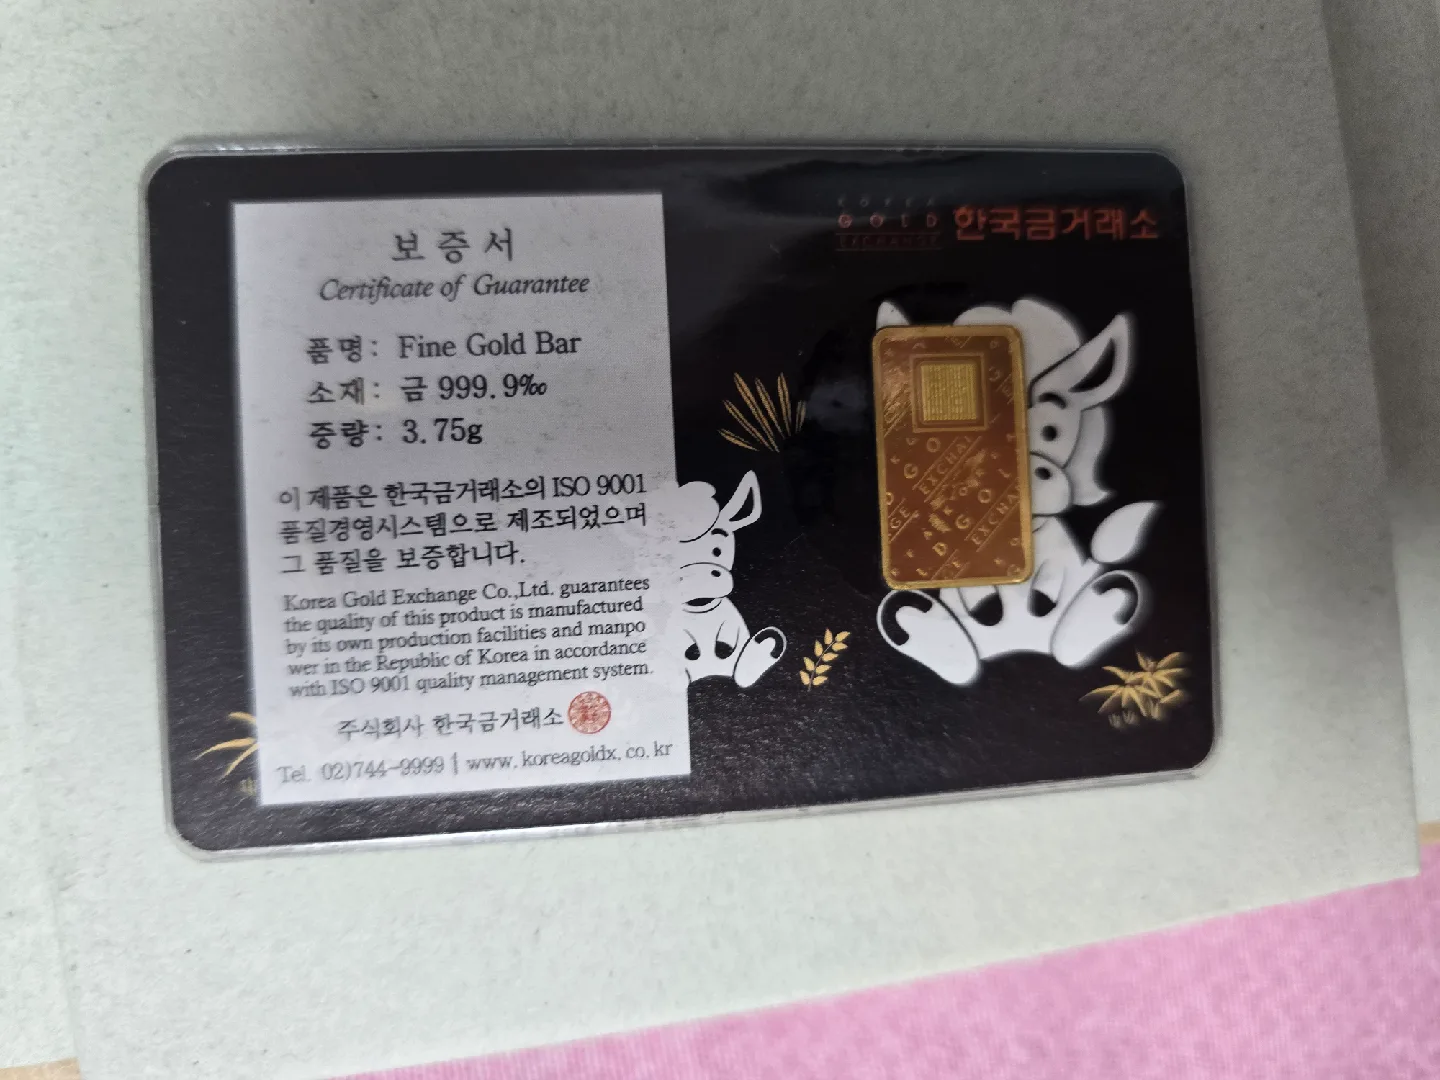 보증서
Certificate of Guarantee
품명: Fine Gold Bar
소재: 금 999.9‰
중량: 3.75g
이 제품은 한국금거래소의 ISO 9001
품질경영시스템으로 제조되었으며
그 품질을 보증합니다.
Korea Gold Exchange Co.,Ltd. guarantees
the quality of this product is manufactured
by its own production facilities and manpo
wer in the Republic of Korea in accordance
with ISO 9001 quality management system.
주식회사 한국금거래소
Tel. 02)744-9999 | www.koreagoldx.co.kr
KOREA
GOLD
EXCHANGE
한국금거래소
GO
EXCHA
GOL
EXCHA